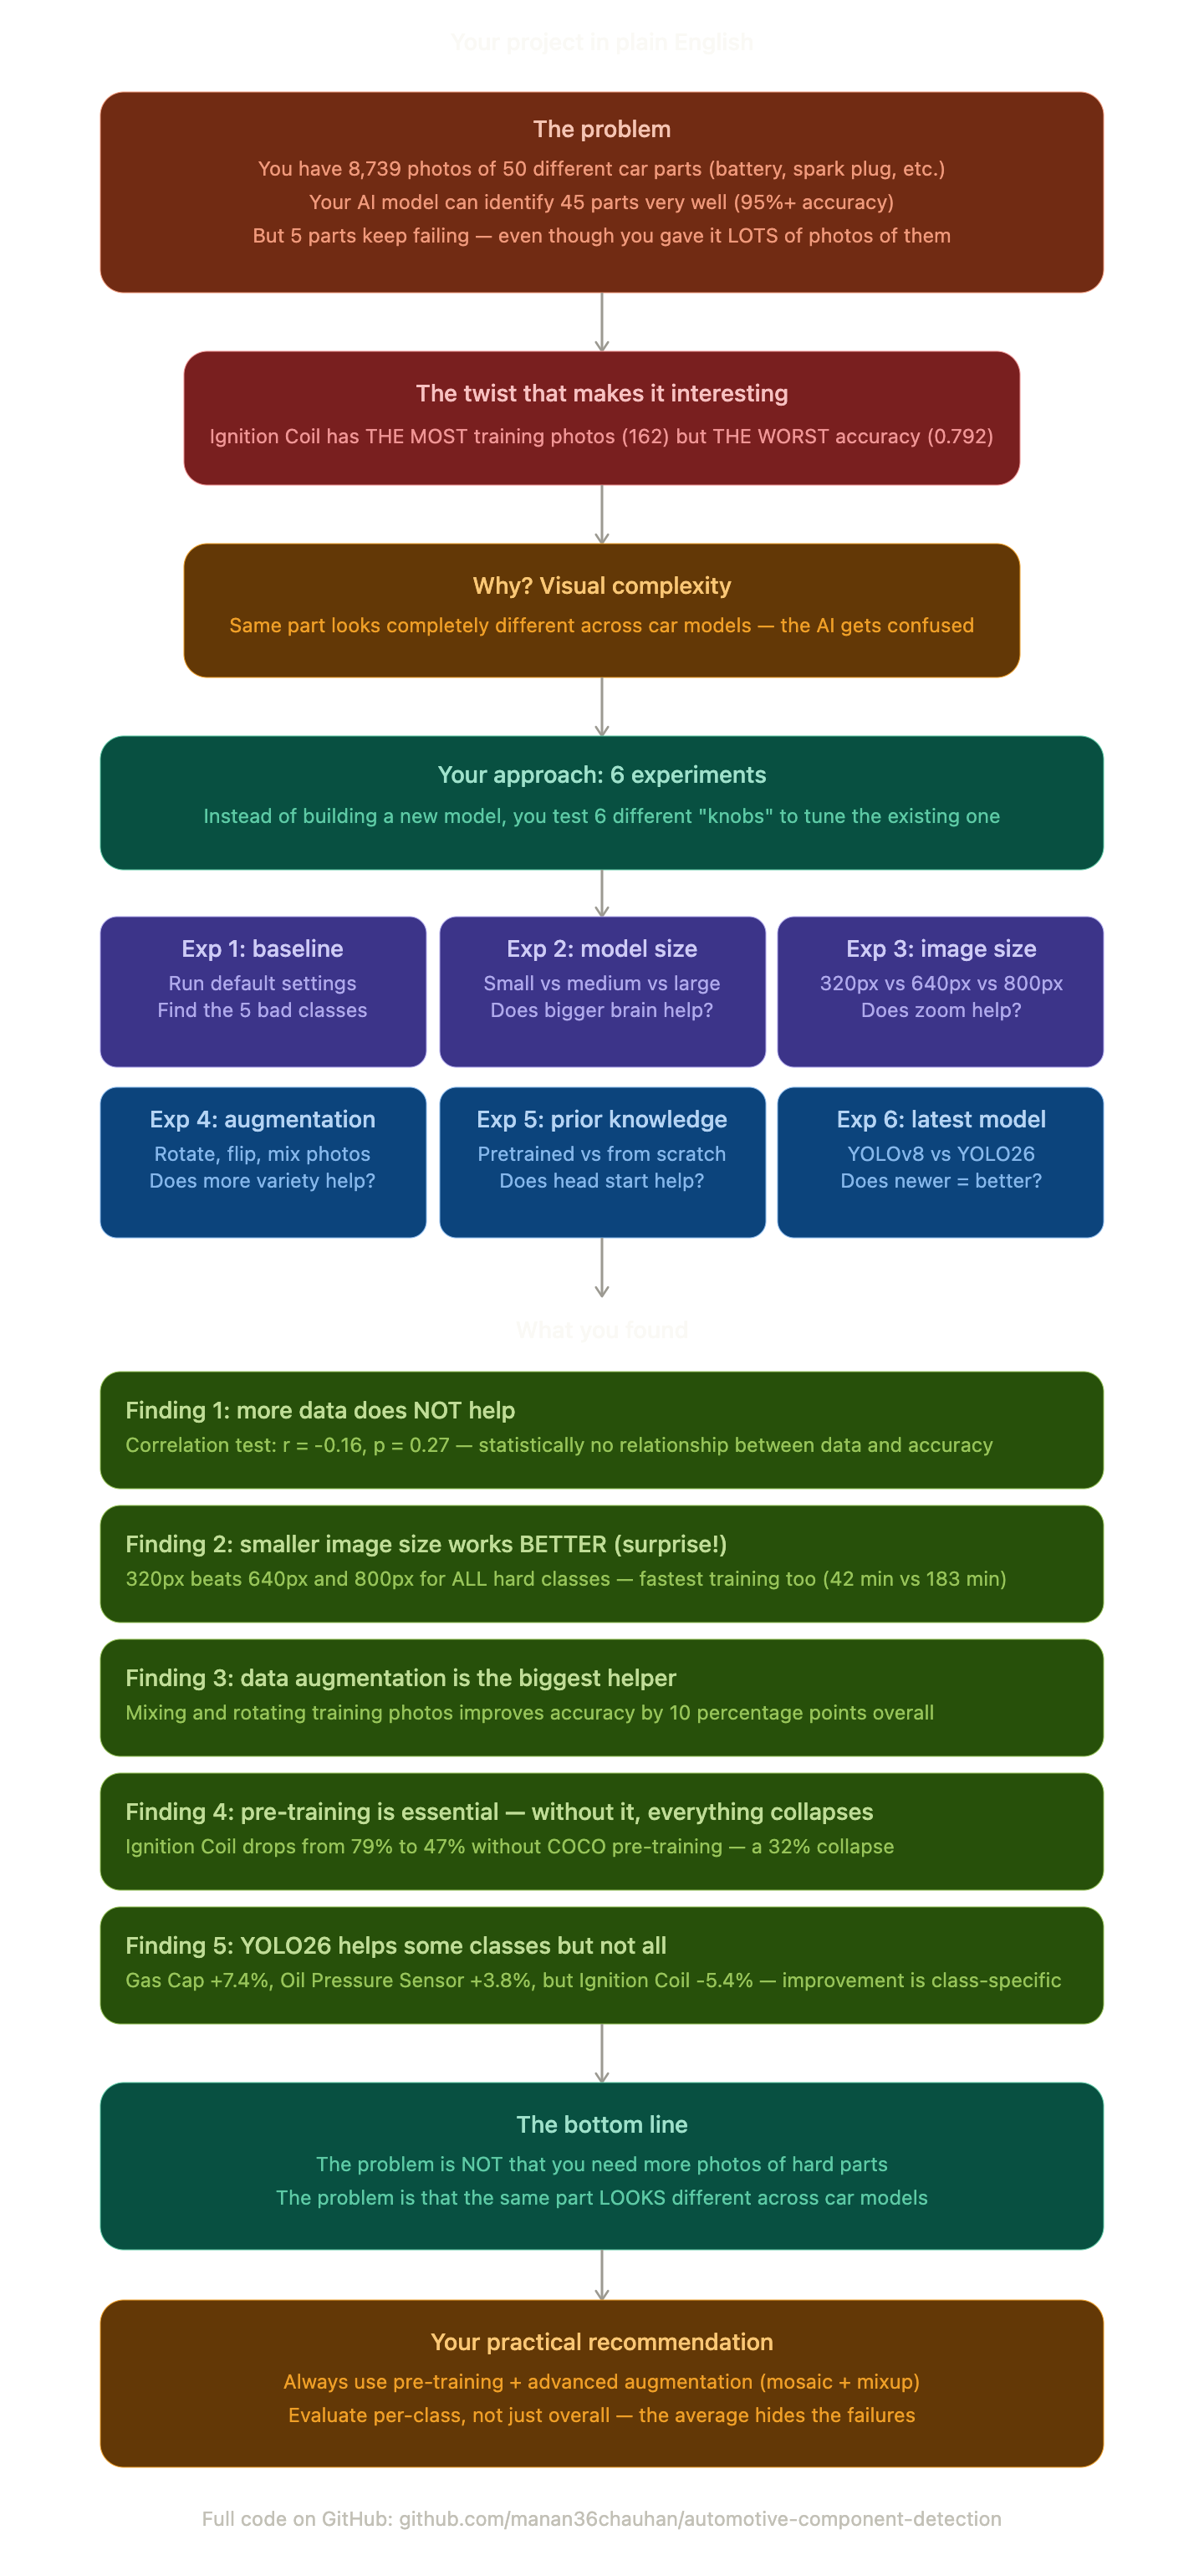 Your project in plain English
The problem
You have 8,739 photos of 50 different car parts (battery, spark plug, etc.)
Your AI model can identify 45 parts very well (95%+ accuracy)
But 5 parts keep failing — even though you gave it LOTS of photos of them
The twist that makes it interesting
Ignition Coil has THE MOST training photos (162) but THE WORST accuracy (0.792)
Why? Visual complexity
Same part looks completely different across car models — the AI gets confused
Your approach: 6 experiments
Instead of building a new model, you test 6 different "knobs" to tune the existing one
Exp 1: baseline
Run default settings
Find the 5 bad classes
Exp 2: model size
Small vs medium vs large
Does bigger brain help?
Exp 3: image size
320px vs 640px vs 800px
Does zoom help?
Exp 4: augmentation
Rotate, flip, mix photos
Does more variety help?
Exp 5: prior knowledge
Pretrained vs from scratch
Does head start help?
Exp 6: latest model
YOLOv8 vs YOLO26
Does newer = better?
What you found
Finding 1: more data does NOT help
Correlation test: r = -0.16, p = 0.27 — statistically no relationship between data and accuracy
Finding 2: smaller image size works BETTER (surprise!)
320px beats 640px and 800px for ALL hard classes — fastest training too (42 min vs 183 min)
Finding 3: data augmentation is the biggest helper
Mixing and rotating training photos improves accuracy by 10 percentage points overall
Finding 4: pre-training is essential — without it, everything collapses
Ignition Coil drops from 79% to 47% without COCO pre-training — a 32% collapse
Finding 5: YOLO26 helps some classes but not all
Gas Cap +7.4%, Oil Pressure Sensor +3.8%, but Ignition Coil -5.4% — improvement is class-specific
The bottom line
The problem is NOT that you need more photos of hard parts
The problem is that the same part LOOKS different across car models
Your practical recommendation
Always use pre-training + advanced augmentation (mosaic + mixup)
Evaluate per-class, not just overall — the average hides the failures
Full code on GitHub: github.com/manan36chauhan/automotive-component-detection